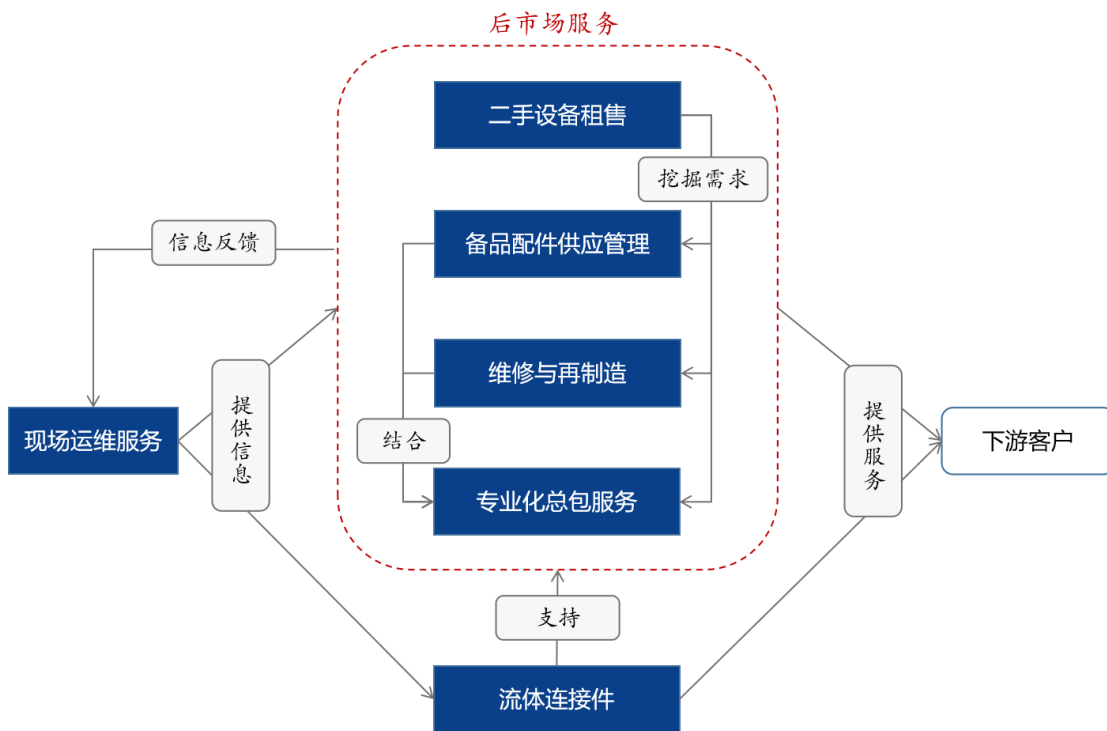 后市场服务
二手设备租售
挖掘需求
备品配件供应管理
信息反馈
维修与再制造
提供信息
提供服务
现场运维服务
结合
下游客户
专业化总包服务
支持
流体连接件